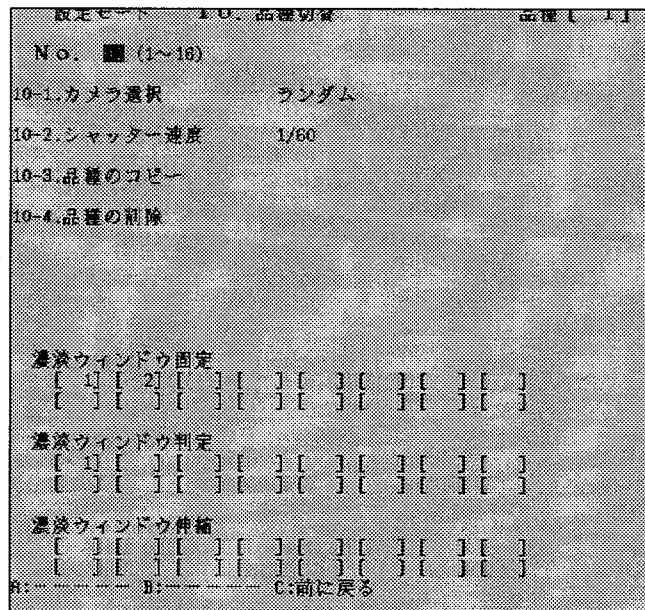 設定モード　10. 品種切替　品種 [ 1]
No. (1~16)
10-1.カメラ選択　ランダム
10-2.シャッター速度　1/60
10-3.品種のコピー
10-4.品種の削除
濃淡ウィンドウ固定
[ 1] [ 2] [ ] [ ] [ ] [ ] [ ] [ ]
[ ] [ ] [ ] [ ] [ ] [ ] [ ] [ ]
濃淡ウィンドウ判定
[ 1] [ ] [ ] [ ] [ ] [ ] [ ] [ ]
[ ] [ ] [ ] [ ] [ ] [ ] [ ] [ ]
濃淡ウィンドウ伸縮
[ ] [ ] [ ] [ ] [ ] [ ] [ ] [ ]
[ ] [ ] [ ] [ ] [ ] [ ] [ ] [ ]
A:----------- B:----------- C:前に戻る